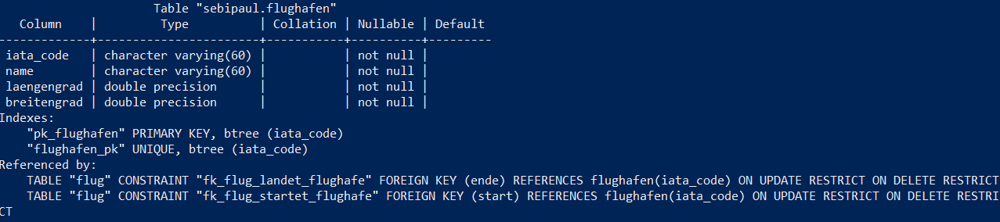 Table "sebipaul.flughafen"
   Column    |         Type          | Collation | Nullable | Default
-------------+-----------------------+-----------+----------+---------
 iata_code   | character varying(60) |           | not null |
 name        | character varying(60) |           | not null |
 laengengrad | double precision      |           | not null |
 breitengrad | double precision      |           | not null |
Indexes:
    "pk_flughafen" PRIMARY KEY, btree (iata_code)
    "flughafen_pk" UNIQUE, btree (iata_code)
Referenced by:
    TABLE "flug" CONSTRAINT "fk_flug_landet_flughafe" FOREIGN KEY (ende) REFERENCES flughafen(iata_code) ON UPDATE RESTRICT ON DELETE RESTRICT
    TABLE "flug" CONSTRAINT "fk_flug_startet_flughafe" FOREIGN KEY (start) REFERENCES flughafen(iata_code) ON UPDATE RESTRICT ON DELETE RESTRI
CT